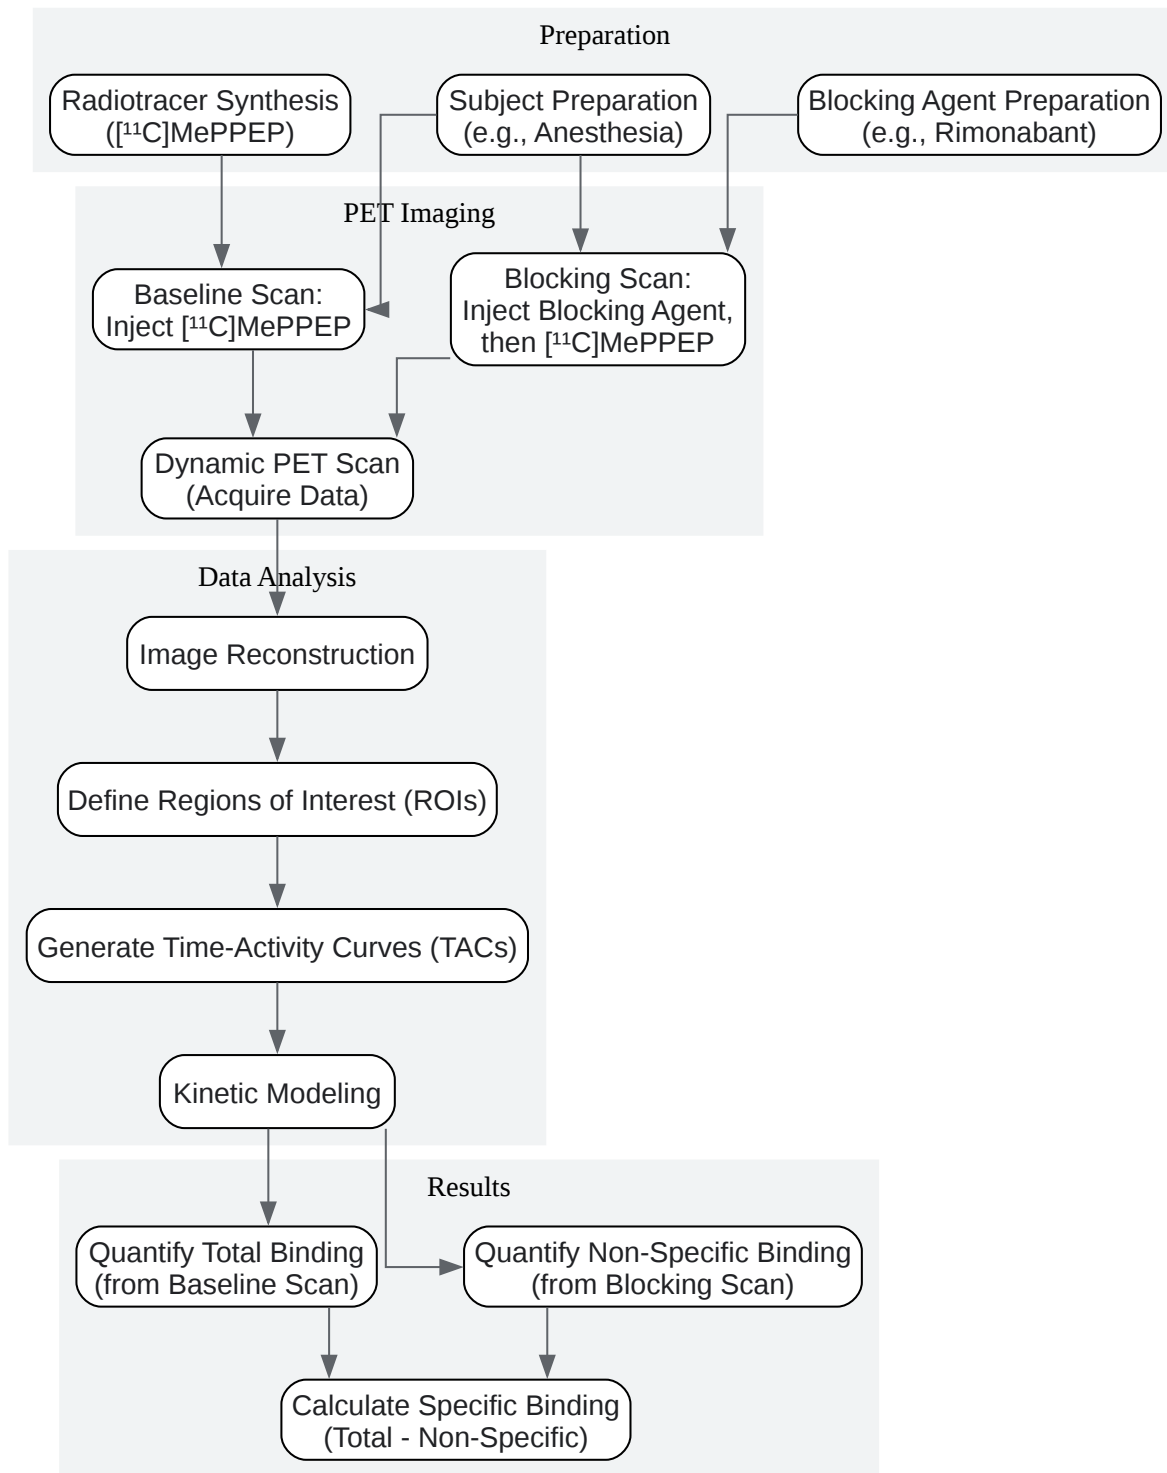 Preparation
Radiotracer Synthesis
([¹¹C]MePPEP)
Subject Preparation
(e.g., Anesthesia)
Blocking Agent Preparation
(e.g., Rimonabant)
PET Imaging
Baseline Scan:
Inject [¹¹C]MePPEP
Blocking Scan:
Inject Blocking Agent,
then [¹¹C]MePPEP
Dynamic PET Scan
(Acquire Data)
Data Analysis
Image Reconstruction
Define Regions of Interest (ROIs)
Generate Time-Activity Curves (TACs)
Kinetic Modeling
Results
Quantify Total Binding
(from Baseline Scan)
Quantify Non-Specific Binding
(from Blocking Scan)
Calculate Specific Binding
(Total - Non-Specific)